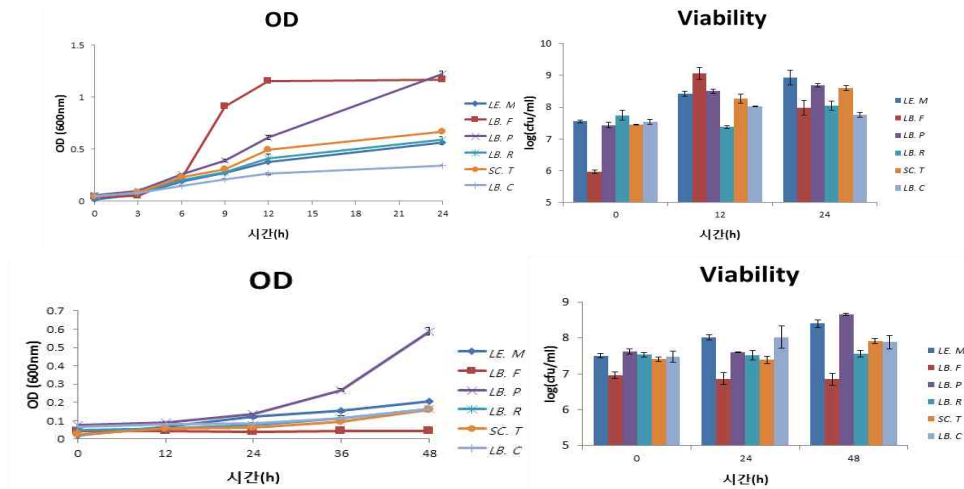 OD
OD (600nm)
1.5
1
0.5
0
0 3 6 9 12 15 18 21 24
시간(h)
LE. M
LB. F
LB. P
LB. R
SC. T
LB. C
Viability
log(cfu/ml)
10
9
8
7
6
5
0 12 24
시간(h)
LE. M
LB. F
LB. P
LB. R
SC. T
LB. C
OD
OD (600nm)
0.7
0.6
0.5
0.4
0.3
0.2
0.1
0
0 12 24 36 48
시간(h)
LE. M
LB. F
LB. P
LB. R
SC. T
LB. C
Viability
log(cfu/ml)
9
8
7
6
5
0 24 48
시간(h)
LE. M
LB. F
LB. P
LB. R
SC. T
LB. C